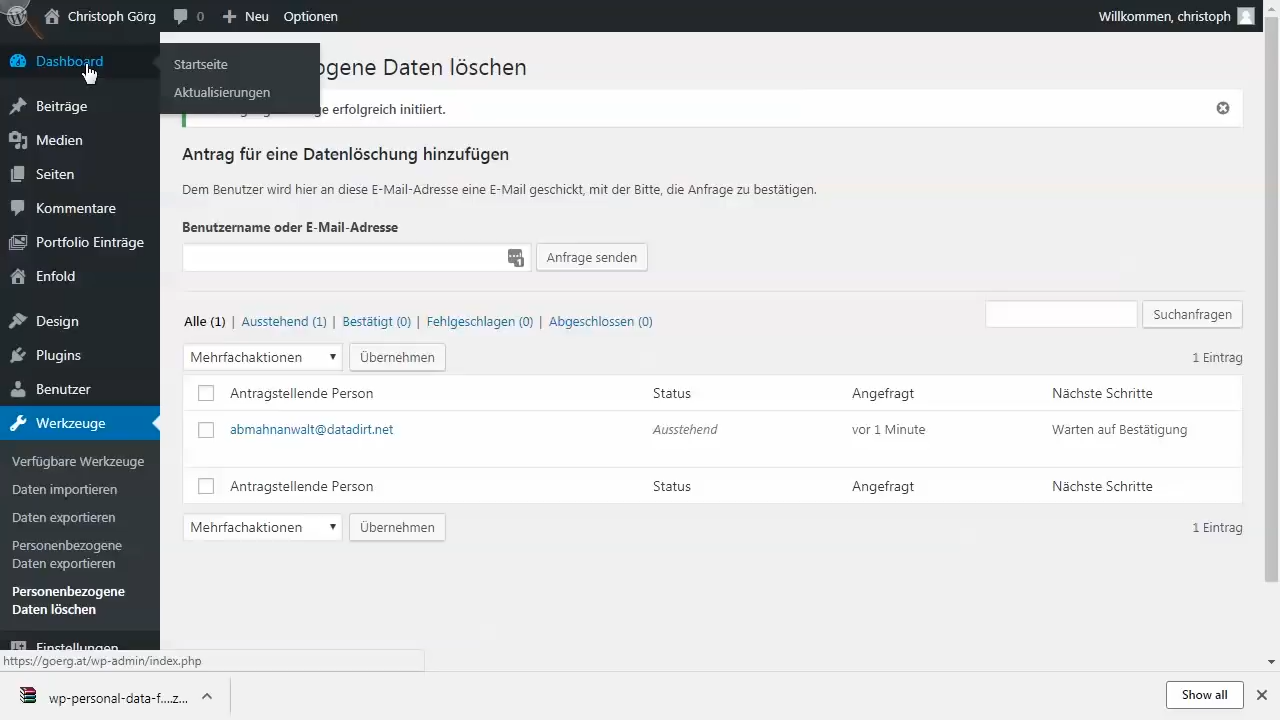 Christoph Görg 0 Neu Optionen Willkommen, christoph
Dashboard
Startseite
Aktualisierungen
Beiträge
Medien
Seiten
Kommentare
Portfolio Einträge
Enfold
Design
Plugins
Benutzer
Werkzeuge
Verfügbare Werkzeuge
Daten importieren
Daten exportieren
Personenbezogene
Daten exportieren
Personenbezogene
Daten löschen
Einstellungen
ogene Daten löschen
ge erfolgreich initiiert.
Antrag für eine Datenlöschung hinzufügen
Dem Benutzer wird hier an diese E-Mail-Adresse eine E-Mail geschickt, mit der Bitte, die Anfrage zu bestätigen.
Benutzername oder E-Mail-Adresse
1 Anfrage senden
Alle (1) | Ausstehend (1) | Bestätigt (0) | Fehlgeschlagen (0) | Abgeschlossen (0) Suchanfragen
Mehrfachaktionen Übernehmen 1 Eintrag
Antragstellende Person Status Angefragt Nächste Schritte
abmahnanwalt@datadirt.net Ausstehend vor 1 Minute Warten auf Bestätigung
Antragstellende Person Status Angefragt Nächste Schritte
Mehrfachaktionen Übernehmen 1 Eintrag
https://goerg.at/wp-admin/index.php
wp-personal-data-f....z... Show all